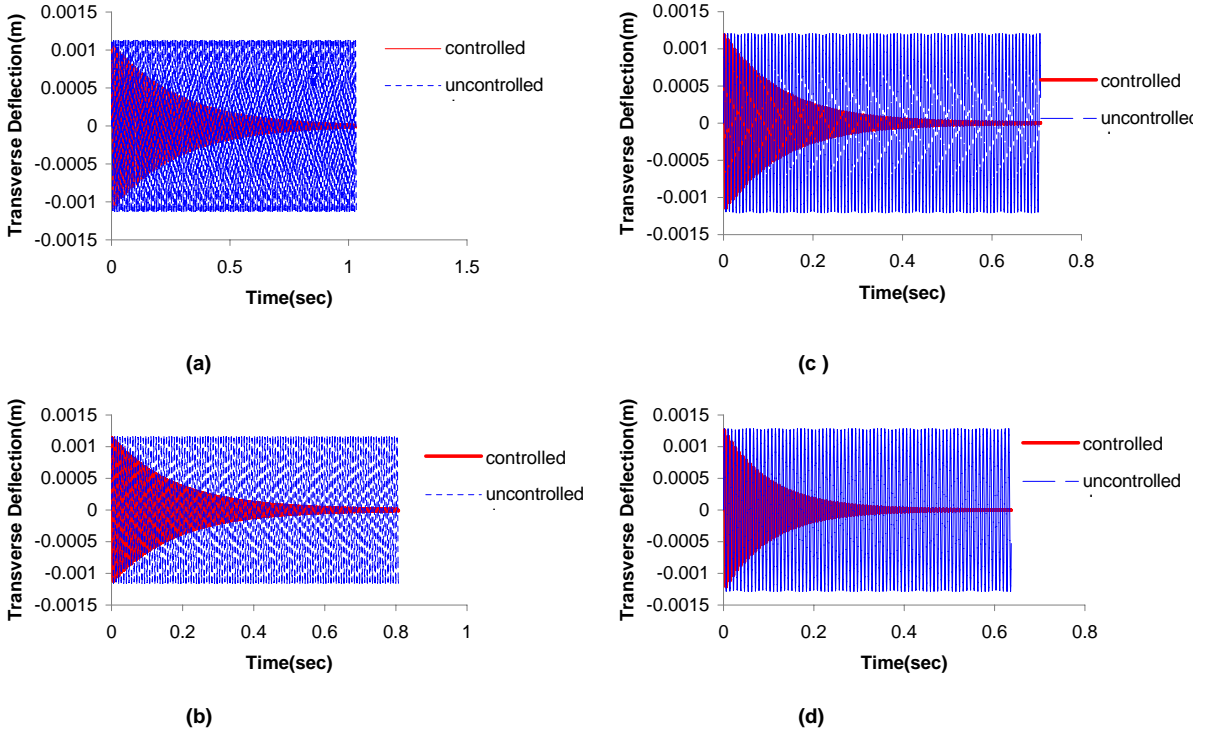 Transverse Deflection(m)
0.0015
0.001
0.0005
0
-0.0005
-0.001
-0.0015
0 0.5 1 1.5
Time(sec)
controlled
uncontrolled
(a)
Transverse Deflection(m)
0.0015
0.001
0.0005
0
-0.0005
-0.001
-0.0015
0 0.2 0.4 0.6 0.8
Time(sec)
controlled
uncontrolled
(c )
Transverse Deflection(m)
0.0015
0.001
0.0005
0
-0.0005
-0.001
-0.0015
0 0.2 0.4 0.6 0.8 1
Time(sec)
controlled
uncontrolled
(b)
Transverse Deflection(m)
0.0015
0.001
0.0005
0
-0.0005
-0.001
-0.0015
0 0.2 0.4 0.6 0.8
Time(sec)
controlled
uncontrolled
(d)